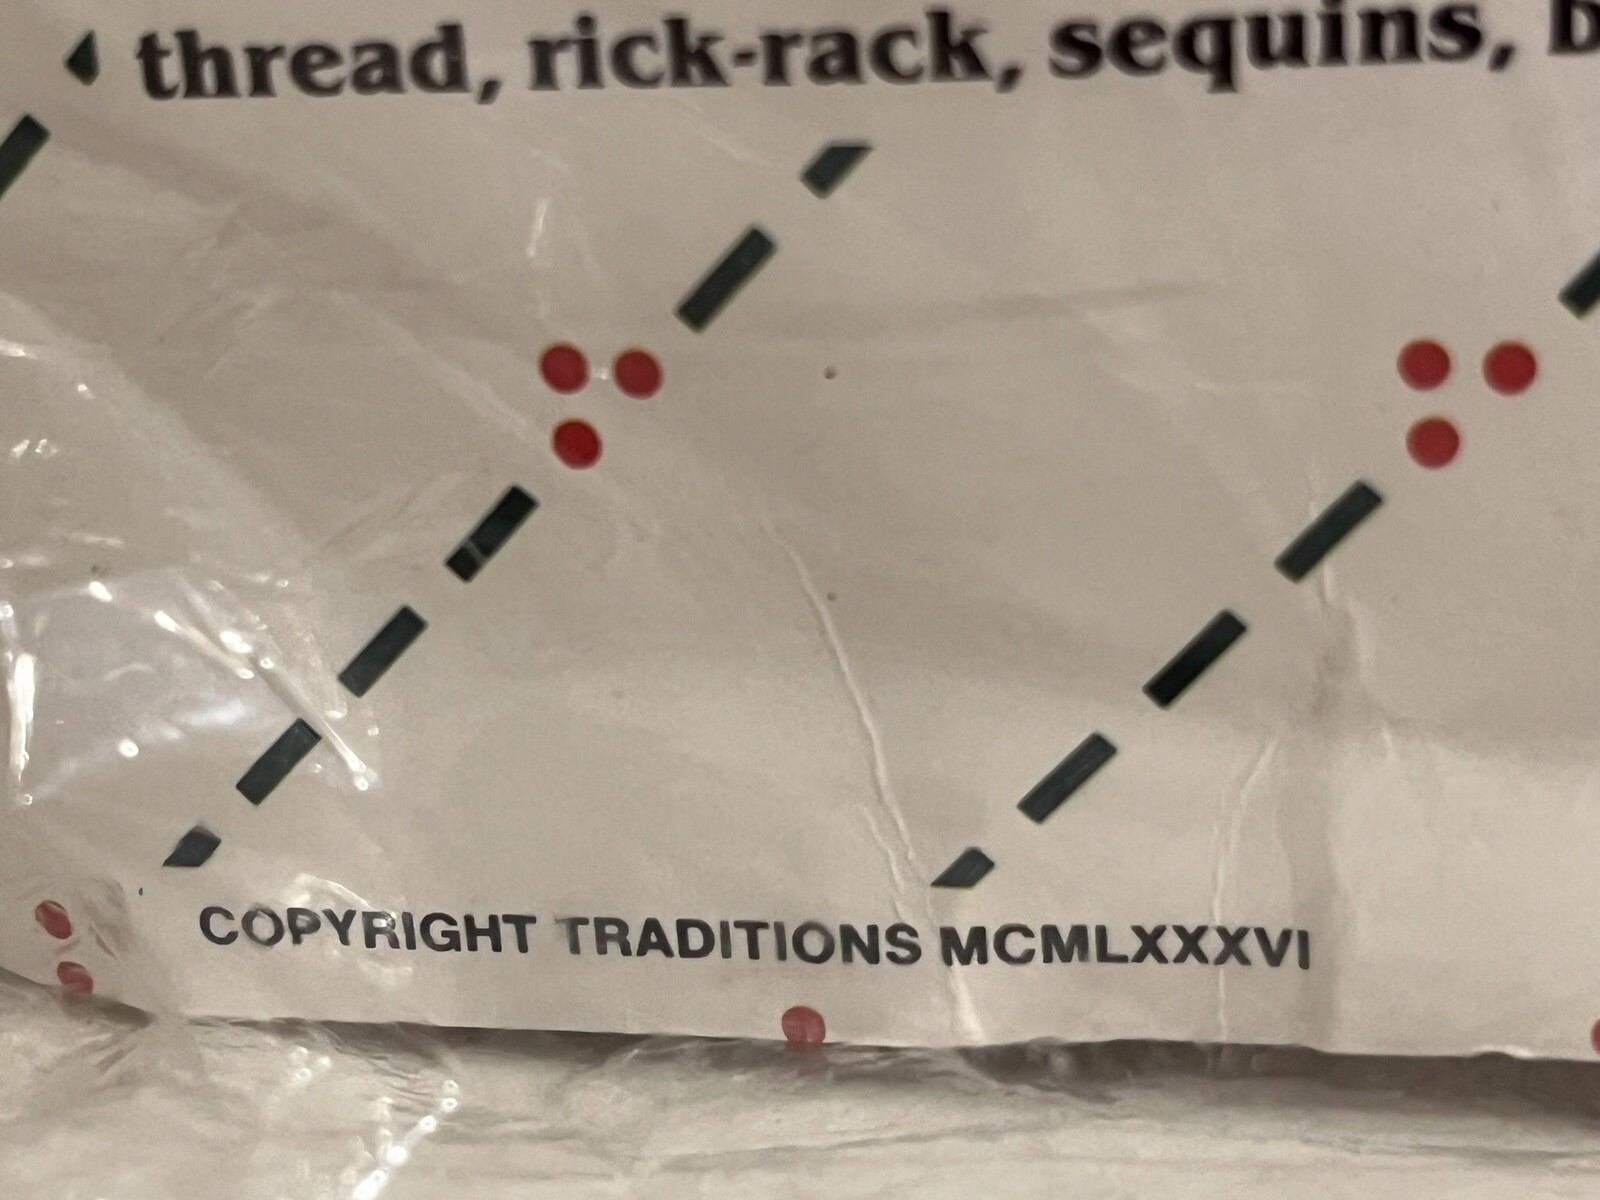 thread, rick-rack, sequins,
COPYRIGHT TRADITIONS MCMLXXXVI